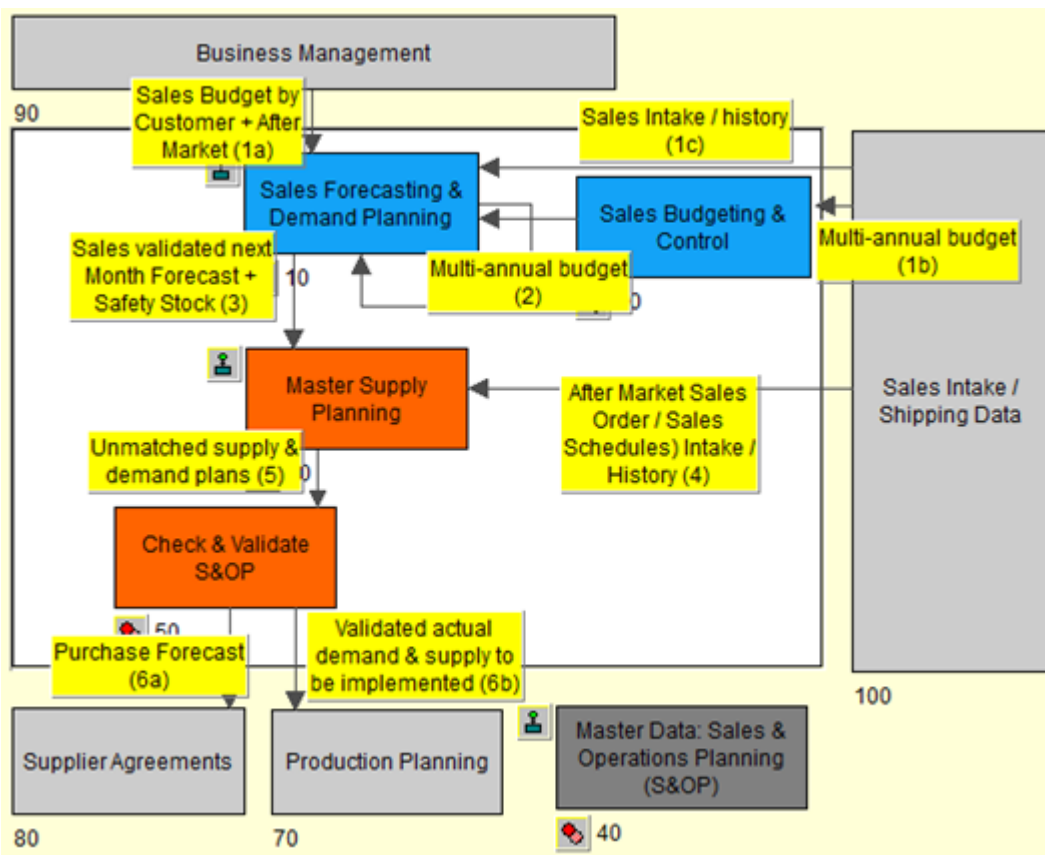 Business Management
90
Sales Budget by
Customer + After
Market (1a)
Sales Intake / history
(1c)
Sales Forecasting &
Demand Planning
Sales Budgeting &
Control
Multi-annual budget
(1b)
Sales validated next
Month Forecast +
Safety Stock (3)
10
Multi-annual budget
(2)
0
Master Supply
Planning
After Market Sales
Order / Sales
Schedules) Intake /
History (4)
Sales Intake /
Shipping Data
Unmatched supply &
demand plans (5)
0
Check & Validate
S&OP
50
Purchase Forecast
(6a)
Validated actual
demand & supply to
be implemented (6b)
100
Supplier Agreements
Production Planning
Master Data: Sales &
Operations Planning
(S&OP)
80
70
40